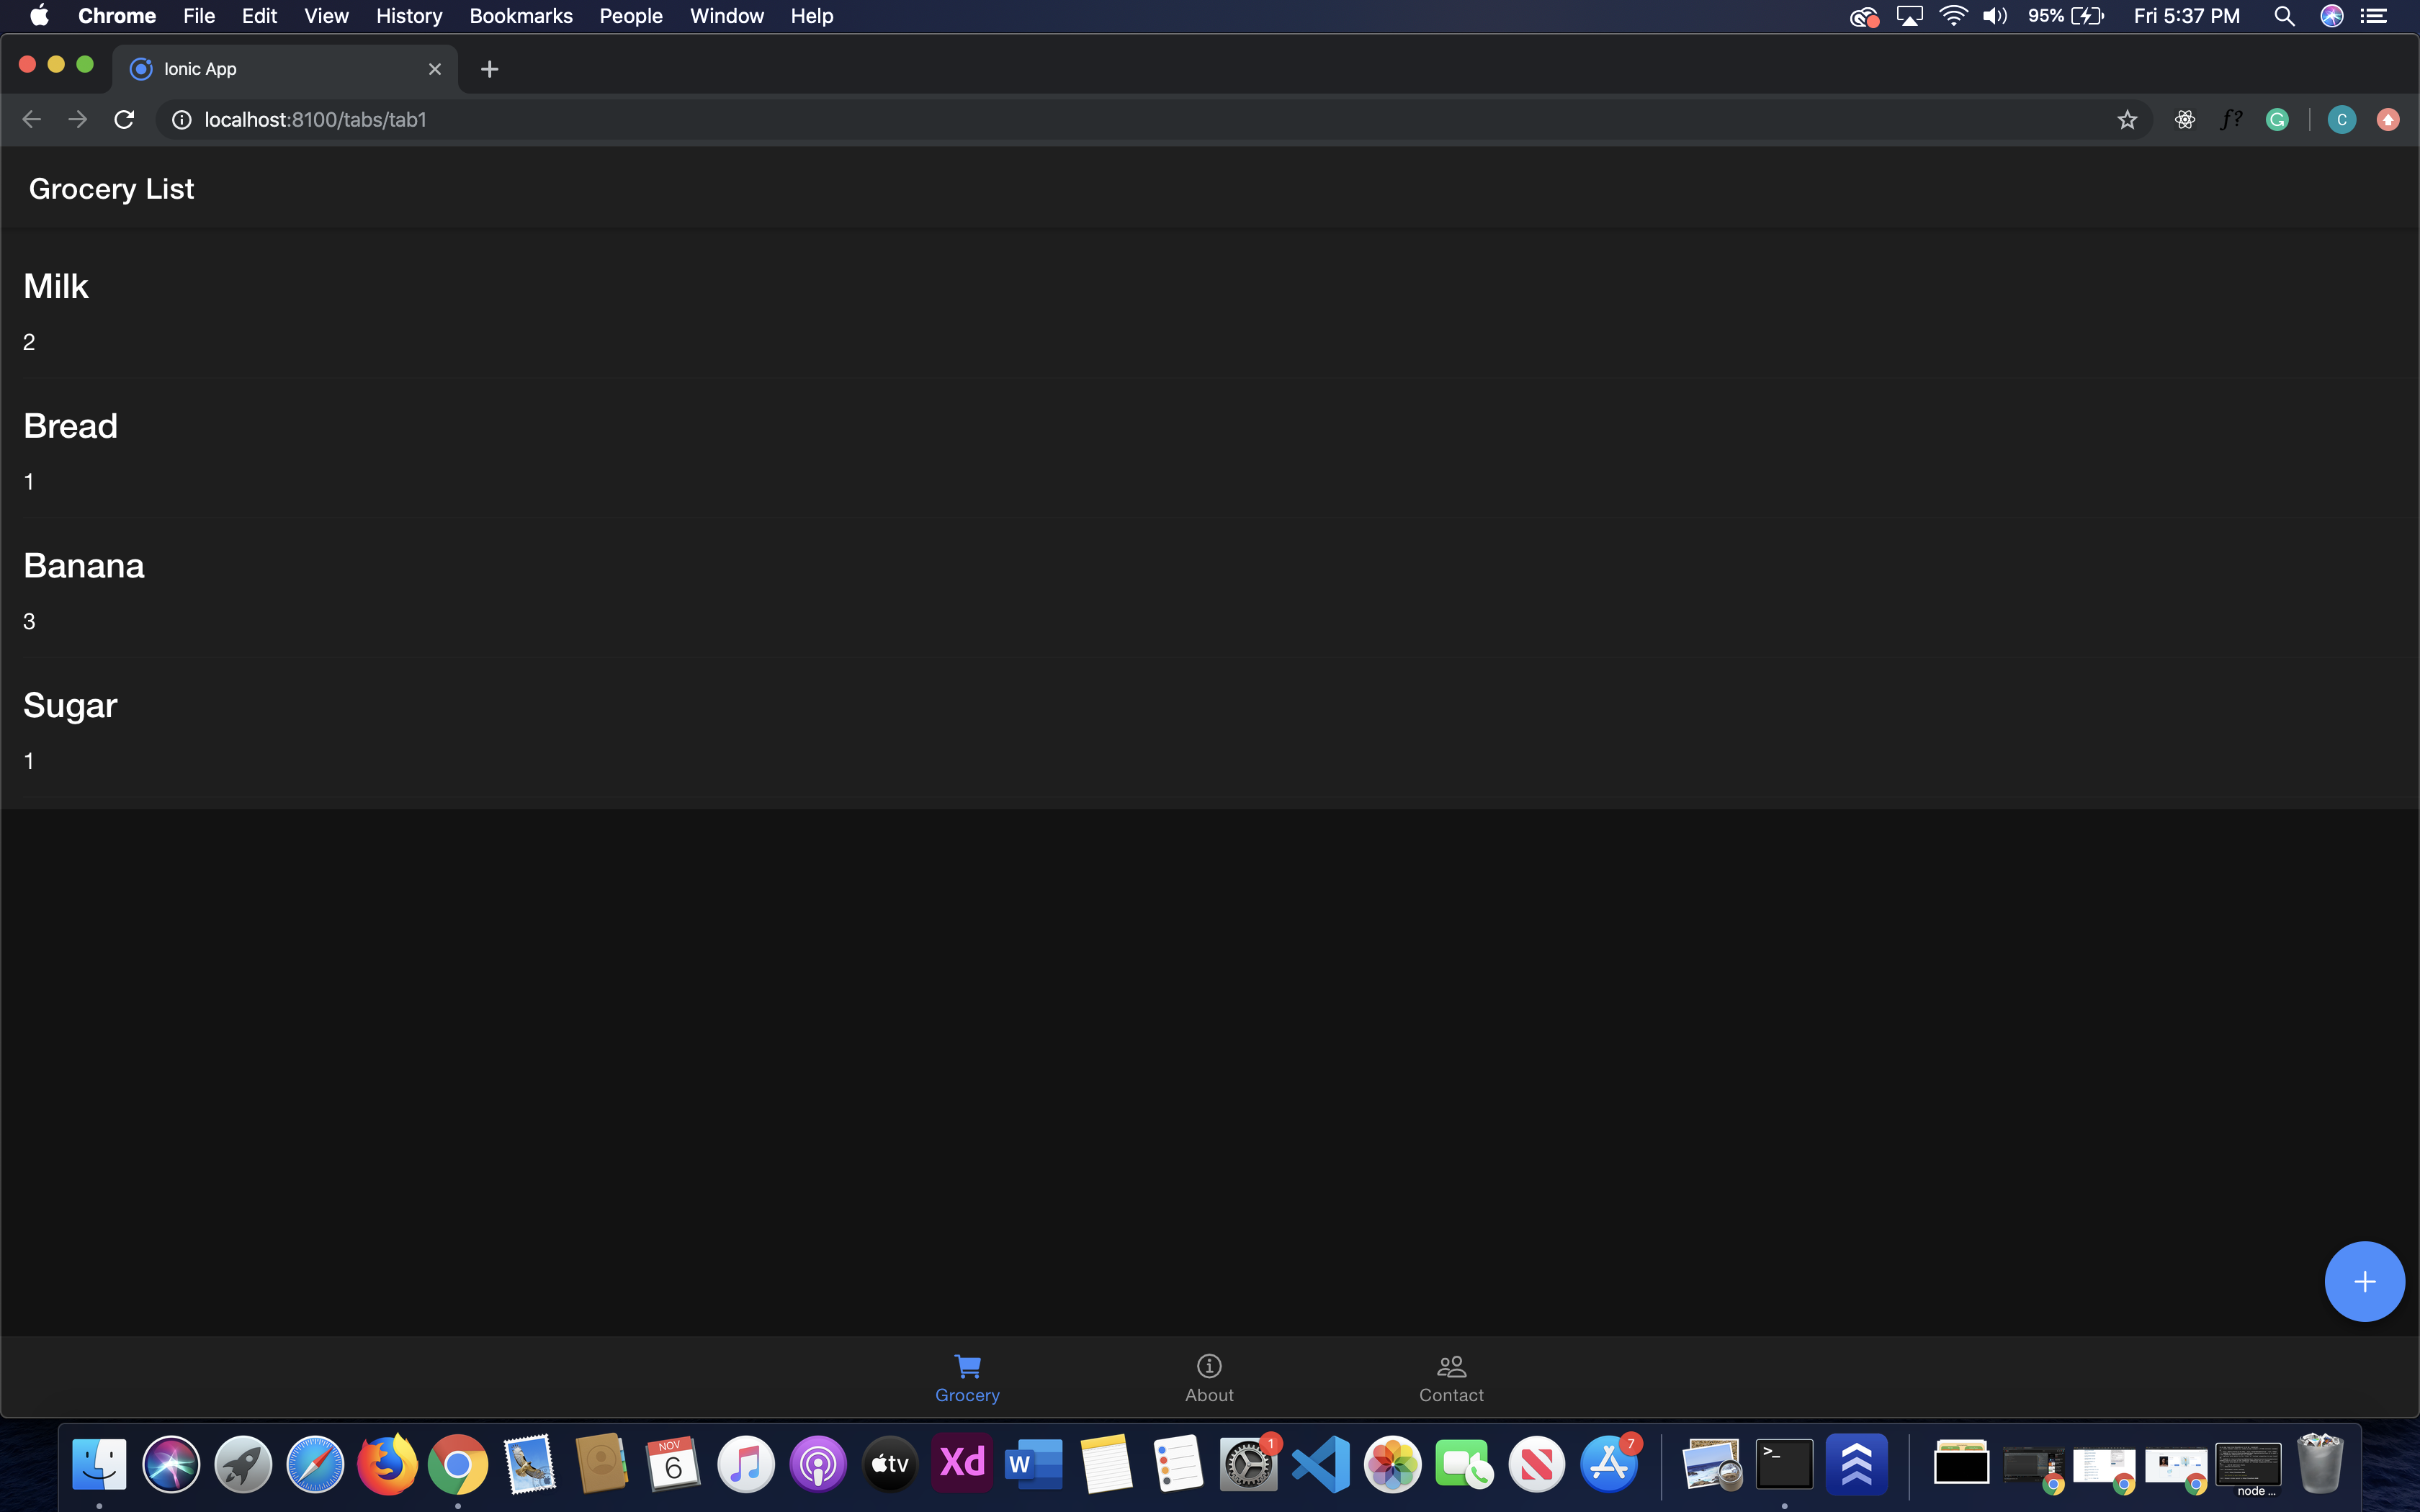 Chrome File Edit View History Bookmarks People Window Help 95% Fri 5:37 PM
Ionic App
localhost:8100/tabs/tab1
f? G C
Grocery List
Milk
2
Bread
1
Banana
3
Sugar
1
Grocery About Contact
NOV
6
tv
Xd
W
1
7
>_
node ...